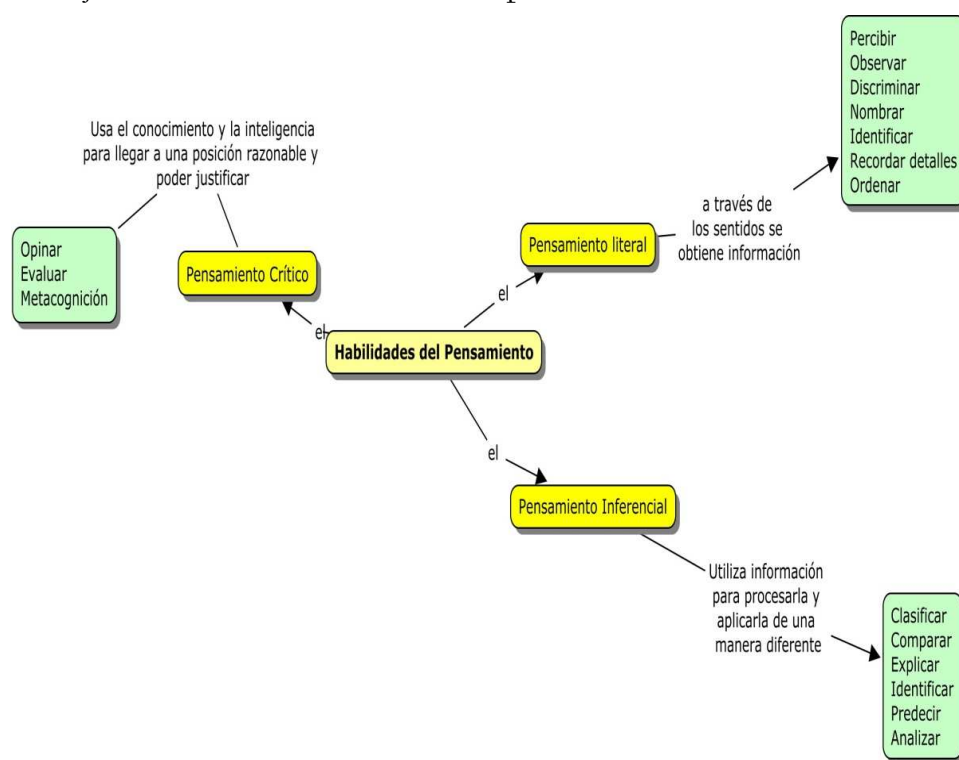 Percibir
Observar
Discriminar
Nombrar
Identificar
Recordar detalles
Ordenar
Usa el conocimiento y la inteligencia
para llegar a una posición razonable y
poder justificar
a través de
los sentidos se
obtiene información
Pensamiento literal
Opinar
Evaluar
Metacognición
Pensamiento Crítico
el
el
Habilidades del Pensamiento
el
Pensamiento Inferencial
Utiliza información
para procesarla y
aplicarla de una
manera diferente
Clasificar
Comparar
Explicar
Identificar
Predecir
Analizar